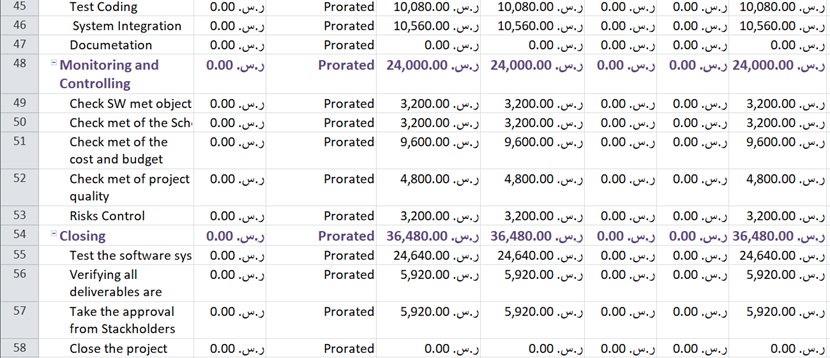 45 Test Coding ر.س. 0.00 Prorated ر.س. 10,080.00 ر.س. 10,080.00 ر.س. 0.00 ر.س. 0.00 ر.س. 10,080.00
46 System Integration ر.س. 0.00 Prorated ر.س. 10,560.00 ر.س. 10,560.00 ر.س. 0.00 ر.س. 0.00 ر.س. 10,560.00
47 Documetation ر.س. 0.00 Prorated ر.س. 0.00 ر.س. 0.00 ر.س. 0.00 ر.س. 0.00 ر.س. 0.00
48 Monitoring and ر.س. 0.00 Prorated ر.س. 24,000.00 ر.س. 24,000.00 ر.س. 0.00 ر.س. 0.00 ر.س. 24,000.00
Controlling
49 Check SW met object ر.س. 0.00 Prorated ر.س. 3,200.00 ر.س. 3,200.00 ر.س. 0.00 ر.س. 0.00 ر.س. 3,200.00
50 Check met of the Sch ر.س. 0.00 Prorated ر.س. 3,200.00 ر.س. 3,200.00 ر.س. 0.00 ر.س. 0.00 ر.س. 3,200.00
51 Check met of the ر.س. 0.00 Prorated ر.س. 9,600.00 ر.س. 9,600.00 ر.س. 0.00 ر.س. 0.00 ر.س. 9,600.00
cost and budget
52 Check met of project ر.س. 0.00 Prorated ر.س. 4,800.00 ر.س. 4,800.00 ر.س. 0.00 ر.س. 0.00 ر.س. 4,800.00
quality
53 Risks Control ر.س. 0.00 Prorated ر.س. 3,200.00 ر.س. 3,200.00 ر.س. 0.00 ر.س. 0.00 ر.س. 3,200.00
54 Closing ر.س. 0.00 Prorated ر.س. 36,480.00 ر.س. 36,480.00 ر.س. 0.00 ر.س. 0.00 ر.س. 36,480.00
55 Test the software sys ر.س. 0.00 Prorated ر.س. 24,640.00 ر.س. 24,640.00 ر.س. 0.00 ر.س. 0.00 ر.س. 24,640.00
56 Verifying all ر.س. 0.00 Prorated ر.س. 5,920.00 ر.س. 5,920.00 ر.س. 0.00 ر.س. 0.00 ر.س. 5,920.00
deliverables are
57 Take the approval ر.س. 0.00 Prorated ر.س. 5,920.00 ر.س. 5,920.00 ر.س. 0.00 ر.س. 0.00 ر.س. 5,920.00
from Stackholders
58 Close the project ر.س. 0.00 Prorated ر.س. 0.00 ر.س. 0.00 ر.س. 0.00 ر.س. 0.00 ر.س. 0.00